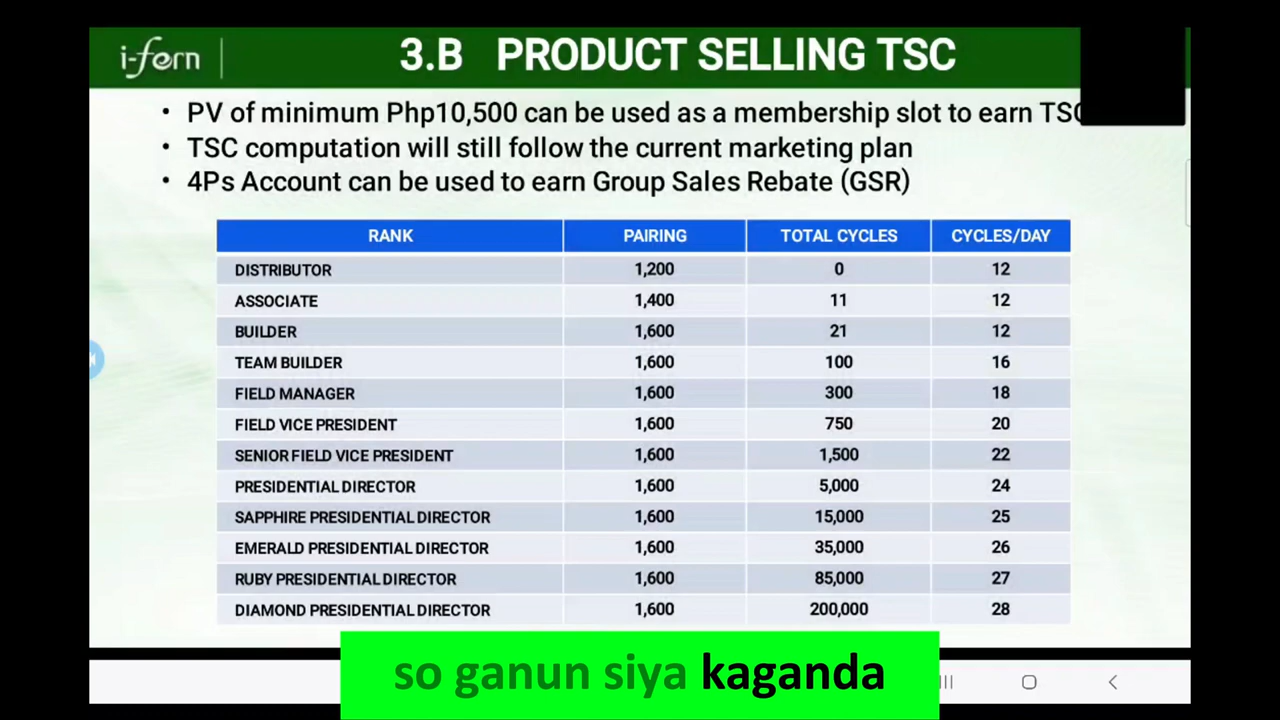 i-fern
3.B PRODUCT SELLING TSC
• PV of minimum Php10,500 can be used as a membership slot to earn TSC
• TSC computation will still follow the current marketing plan
• 4Ps Account can be used to earn Group Sales Rebate (GSR)
RANK PAIRING TOTAL CYCLES CYCLES/DAY
DISTRIBUTOR 1,200 0 12
ASSOCIATE 1,400 11 12
BUILDER 1,600 21 12
TEAM BUILDER 1,600 100 16
FIELD MANAGER 1,600 300 18
FIELD VICE PRESIDENT 1,600 750 20
SENIOR FIELD VICE PRESIDENT 1,600 1,500 22
PRESIDENTIAL DIRECTOR 1,600 5,000 24
SAPPHIRE PRESIDENTIAL DIRECTOR 1,600 15,000 25
EMERALD PRESIDENTIAL DIRECTOR 1,600 35,000 26
RUBY PRESIDENTIAL DIRECTOR 1,600 85,000 27
DIAMOND PRESIDENTIAL DIRECTOR 1,600 200,000 28
so ganun siya kaganda